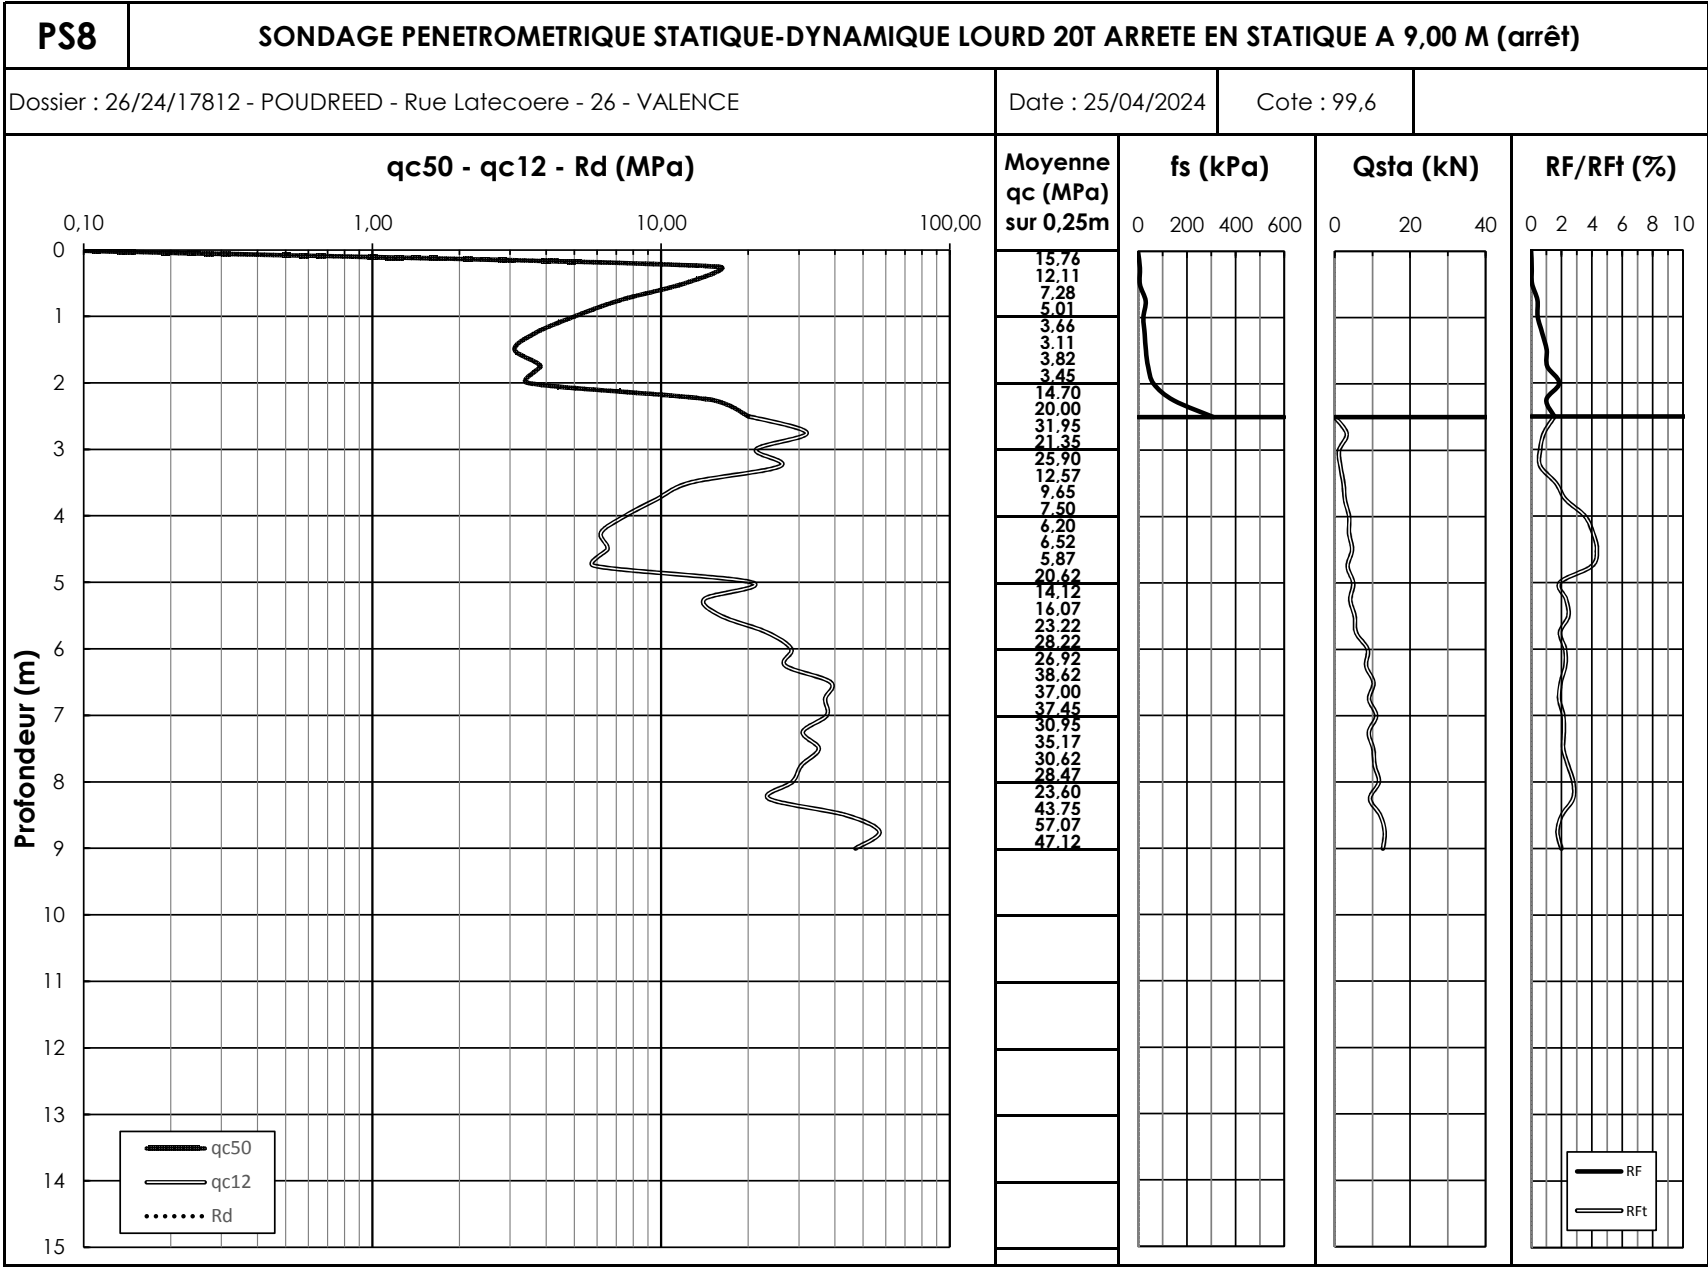 PS8
SONDAGE PENETROMETRIQUE STATIQUE-DYNAMIQUE LOURD 20T ARRETE EN STATIQUE A 9,00 M (arrêt)
Dossier : 26/24/17812 - POUDREED - Rue Latecoere - 26 - VALENCE
Date : 25/04/2024
Cote : 99,6
qc50 - qc12 - Rd (MPa)
0,10 1,00 10,00 100,00
Profondeur (m)
0
1
2
3
4
5
6
7
8
9
10
11
12
13
14
15
qc50
qc12
Rd
Moyenne
qc (MPa)
sur 0,25m
15,76
12,11
7,28
5,01
3,66
3,11
3,82
3,45
14,70
20,00
31,95
21,35
25,90
12,57
9,65
7,50
6,20
6,52
5,87
20,62
14,12
16,07
23,22
28,22
26,92
38,62
37,00
37,45
30,95
35,17
30,62
28,47
23,60
43,75
57,07
47,12
fs (kPa)
0 200 400 600
Qsta (kN)
0 20 40
RF/RFt (%)
0 2 4 6 8 10
RF
RFt